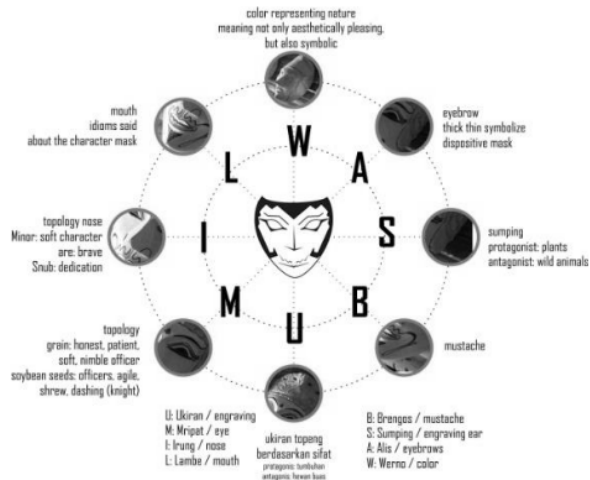 color representing nature
meaning not only aesthetically pleasing,
but also symbolic
mouth
idioms said
about the character mask
eyebrow
thick thin symbolize
dispositive mask
W
L
A
topology nose
Minor: soft character
are: brave
Snub: dedication
I
S
sumping
protagonist: plants
antagonist: wild animals
M
B
U
topology
grain: honest, patient,
soft, nimble officer
soybean seeds: officers, agile,
shrew, dashing (knight)
mustache
U: Ukiran / engraving
M: Mripat / eye
I: Irung / nose
L: Lambe / mouth
ukiran topeng
berdasarkan sifat
protagonis: tumbuhan
antagonis: hewan buas
B: Brengos / mustache
S: Sumping / engraving ear
A: Alis / eyebrows
W: Werno / color